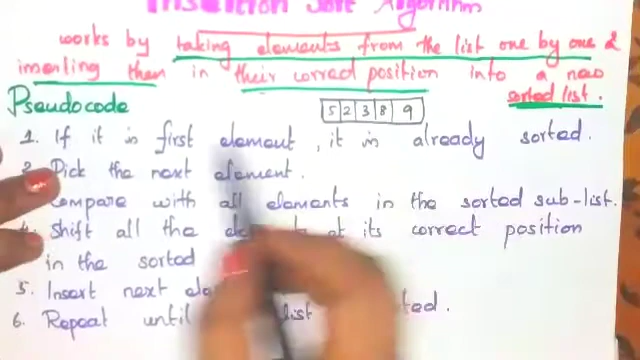 Insertion Sort Algorithm
works by taking elements from the list one by one &
inserting them in their correct position into a new
sorted list.
Pseudocode
5 2 3 8 9
1. If it is first element, it is already sorted.
2. Pick the next element.
Compare with all elements in the sorted sub-list.
4. Shift all the at its correct position
in the sorted
5. Insert next
6. Repeat until list